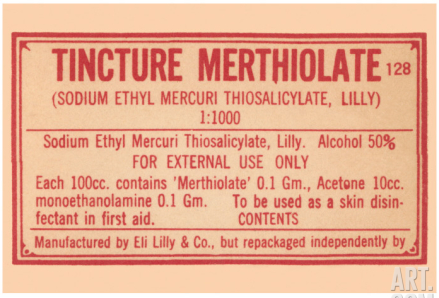 TINCTURE MERTHIOLATE 128
(SODIUM ETHYL MERCURI THIOSALICYLATE, LILLY)
1:1000
Sodium Ethyl Mercuri Thiosalicylate, Lilly. Alcohol 50%
FOR EXTERNAL USE ONLY
Each 100cc. contains 'Merthiolate' 0.1 Gm., Acetone 10cc.
monoethanolamine 0.1 Gm. To be used as a skin disin-
fectant in first aid. CONTENTS
Manufactured by Eli Lilly & Co., but repackaged independently by
ART.